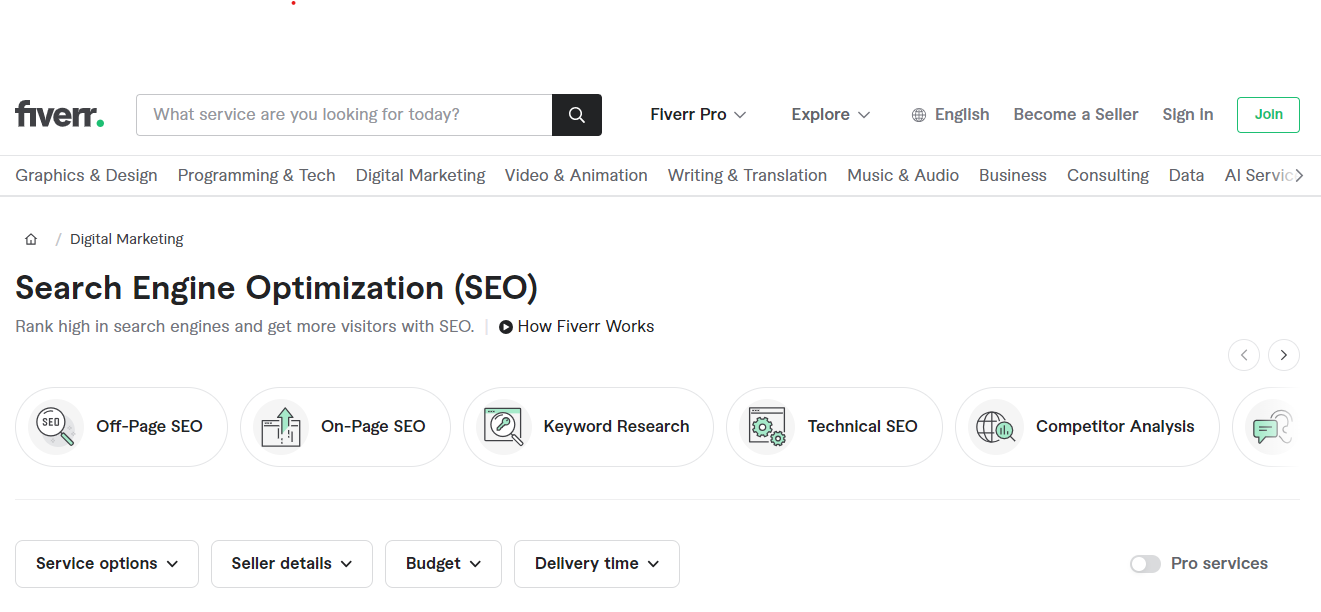 fiverr.
What service are you looking for today?
Fiverr Pro
Explore
English
Become a Seller
Sign in
Join
Graphics & Design
Programming & Tech
Digital Marketing
Video & Animation
Writing & Translation
Music & Audio
Business
Consulting
Data
AI Servic
/ Digital Marketing
Search Engine Optimization (SEO)
Rank high in search engines and get more visitors with SEO.
How Fiverr Works
SEO
Off-Page SEO
On-Page SEO
Keyword Research
Technical SEO
Competitor Analysis
Service options
Seller details
Budget
Delivery time
Pro services